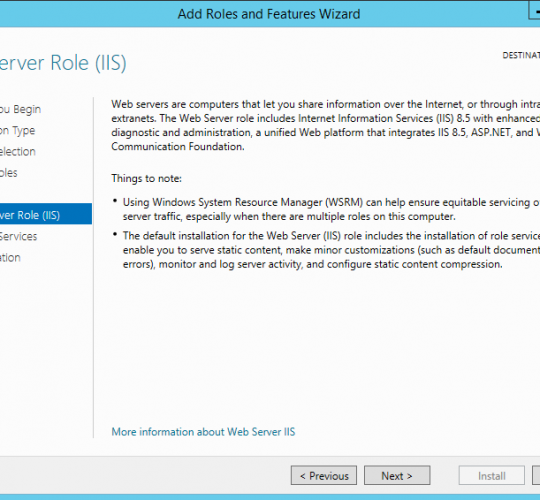 Add Roles and Features Wizard
erver Role (IIS)
DESTINAT
ou Begin
on Type
election
oles
ver Role (IIS)
Services
ation
Web servers are computers that let you share information over the Internet, or through intra
extranets. The Web Server role includes Internet Information Services (IIS) 8.5 with enhanced
diagnostic and administration, a unified Web platform that integrates IIS 8.5, ASP.NET, and W
Communication Foundation.
Things to note:
• Using Windows System Resource Manager (WSRM) can help ensure equitable servicing of
server traffic, especially when there are multiple roles on this computer.
• The default installation for the Web Server (IIS) role includes the installation of role service
enable you to serve static content, make minor customizations (such as default document
errors), monitor and log server activity, and configure static content compression.
More information about Web Server IIS
< Previous
Next >
Install